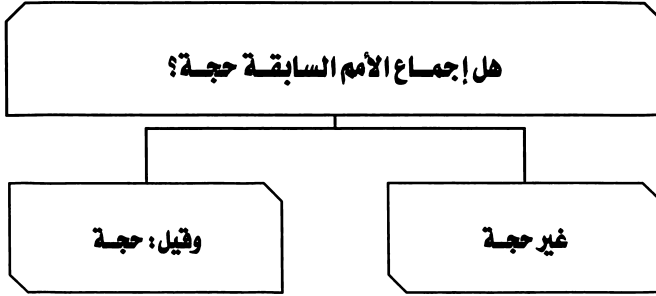 هل إجماع الأمم السابقة حجة؟
غير حجة
وقيل: حجة